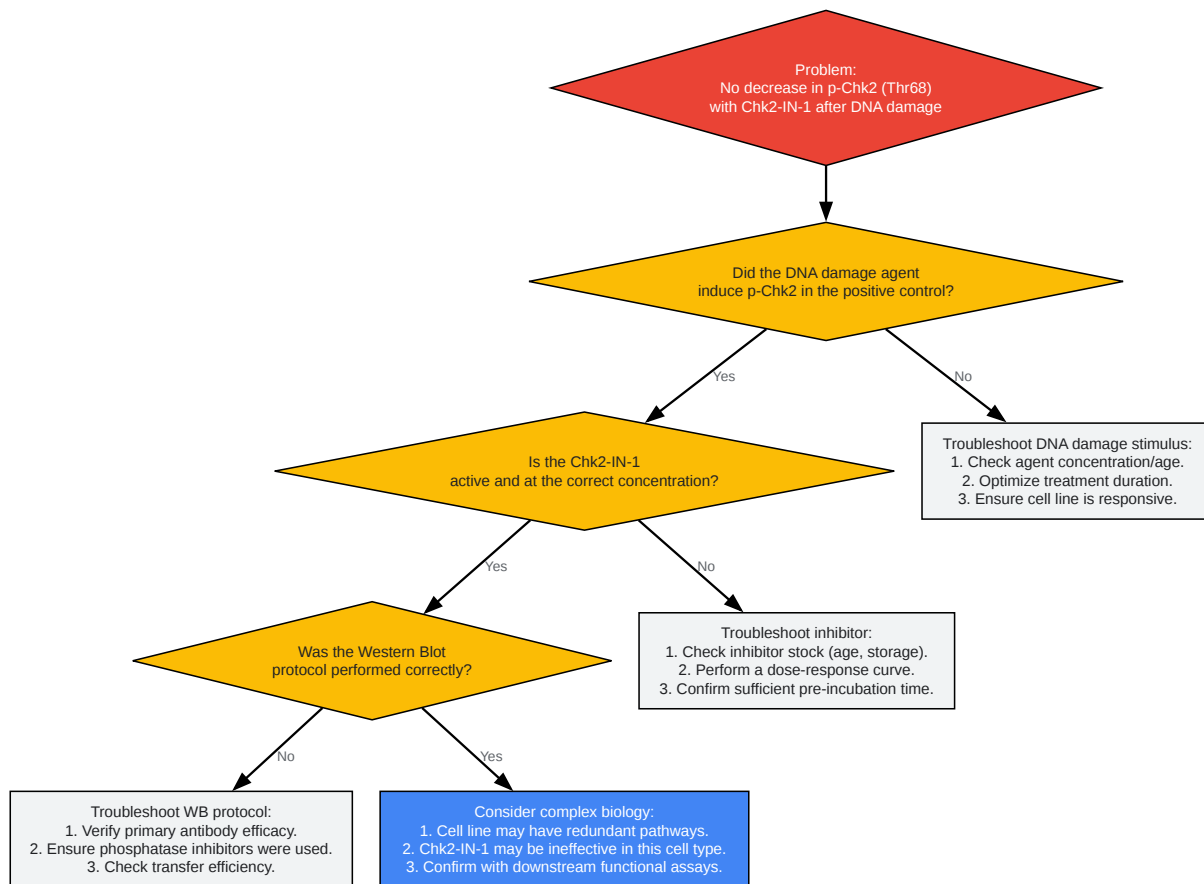 Problem:
No decrease in p-Chk2 (Thr68)
with Chk2-IN-1 after DNA damage
Did the DNA damage agent
induce p-Chk2 in the positive control?
Yes
No
Is the Chk2-IN-1
active and at the correct concentration?
Troubleshoot DNA damage stimulus:
1. Check agent concentration/age.
2. Optimize treatment duration.
3. Ensure cell line is responsive.
Yes
No
Was the Western Blot
protocol performed correctly?
Troubleshoot inhibitor:
1. Check inhibitor stock (age, storage).
2. Perform a dose-response curve.
3. Confirm sufficient pre-incubation time.
No
Yes
Troubleshoot WB protocol:
1. Verify primary antibody efficacy.
2. Ensure phosphatase inhibitors were used.
3. Check transfer efficiency.
Consider complex biology:
1. Cell line may have redundant pathways.
2. Chk2-IN-1 may be ineffective in this cell type.
3. Confirm with downstream functional assays.